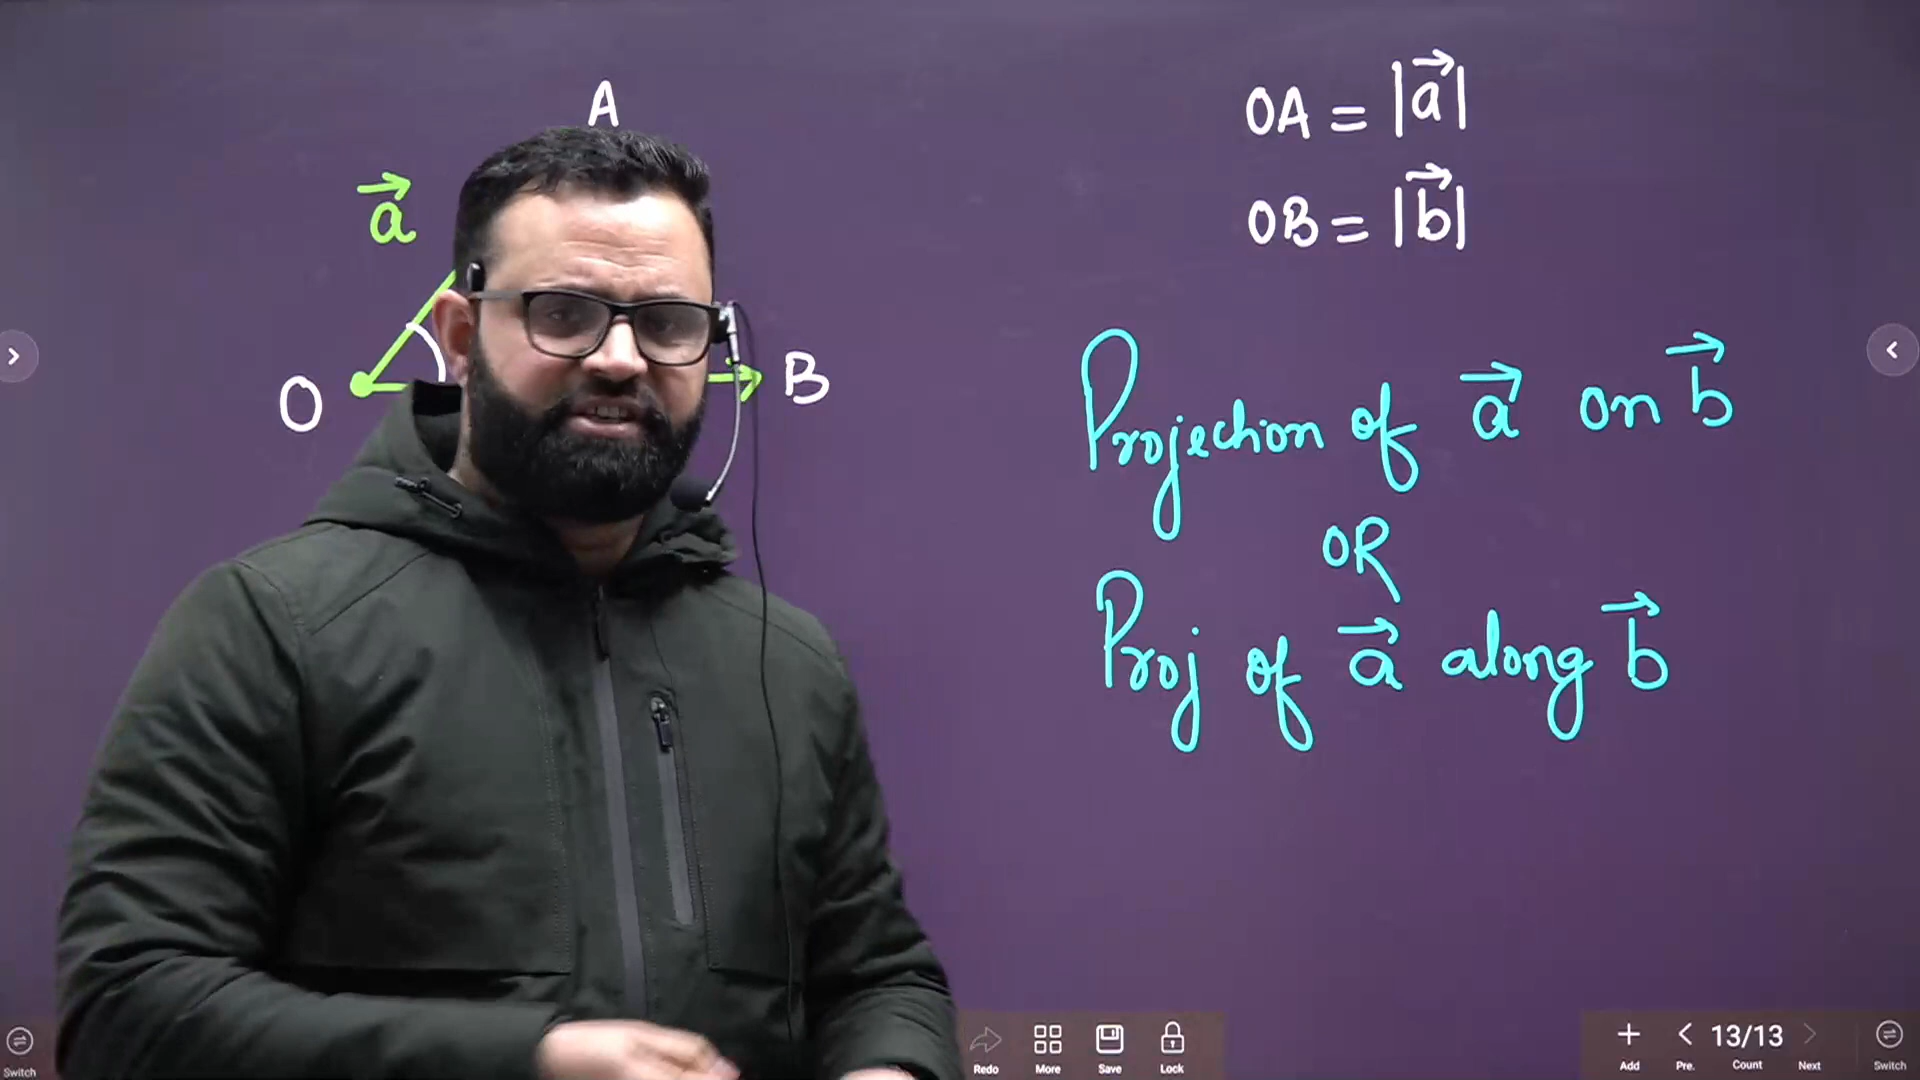 A
a⃗
O
B
OA = |a⃗|
OB = |b⃗|
Projection of a⃗ on b⃗
OR
Proj of a⃗ along b⃗
Switch
Redo
More
Save
Lock
Add
Pre.
13/13
Count
Next
Switch